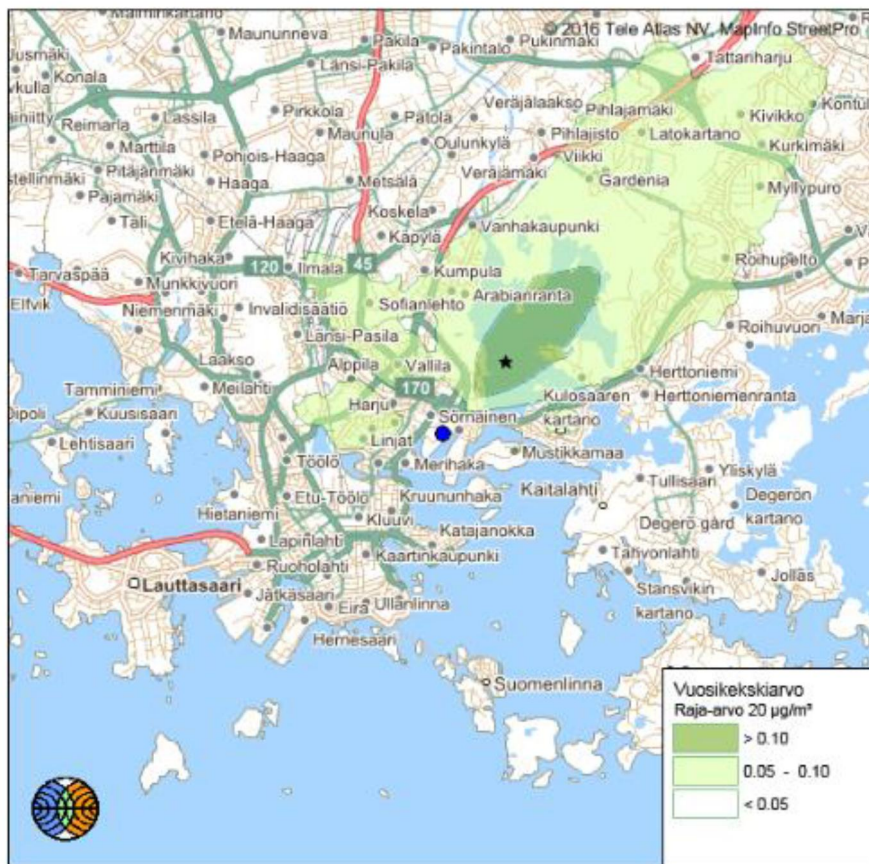 © 2016 Tele Atlas NV, MapInfo StreetPro
Malminkartano
Maununneva
Pakila
Pakintalo
Pukinmäki
Tattariharju
Jusmäki
Länsi-Pakila
Konala
Pihlajamäki
Kivikko
Lassila
Pirkkola
Patola
Veräjälaakso
Reimarla
Maunula
Pihlajisto
Latokartano
Marttila
Oulunkylä
Kurkimäki
Pohjois-Haaga
Viikki
Pitäjänmäki
Haaga
Metsälä
Veräjämäki
Gardenia
Myllypuro
Pajamäki
Tali
Etelä-Haaga
Koskela
Vanhakaupunki
Käpylä
Kivihaka
120
Ilmala
45
Kumpula
Roihupelto
Tarvaspää
Munkkivuori
Sofianlehto
Arabianranta
Elfvik
Niemenmäki
Invalidisäätiö
Länsi-Pasila
Roihuvuori
Laakso
Alppila
Vallila
Meilahti
170
Kulosaaren
kartano
Herttoniemi
Tamminiemi
Kuusisaari
Harju
Sörnäinen
Herttoniemenranta
Lehtisaari
Linjat
Merihaka
Mustikkamaa
Töölö
Kaitalahti
Tullisaari
Yliskylä
Etu-Töölö
Kruununhaka
Degerön
kartano
Hietaniemi
Kluuvi
Katajanokka
Degerö gård
Lapinlahti
Kaartinkaupunki
Tahvonlahti
Ruoholahti
Lauttasaari
Jollas
Jätkäsaari
Eira
Ullanlinna
Stansvikin
kartano
Hernesaari
Suomenlinna
Vuosikekskiarvo
Raja-arvo 20 µg/m³
> 0.10
0.05 - 0.10
< 0.05